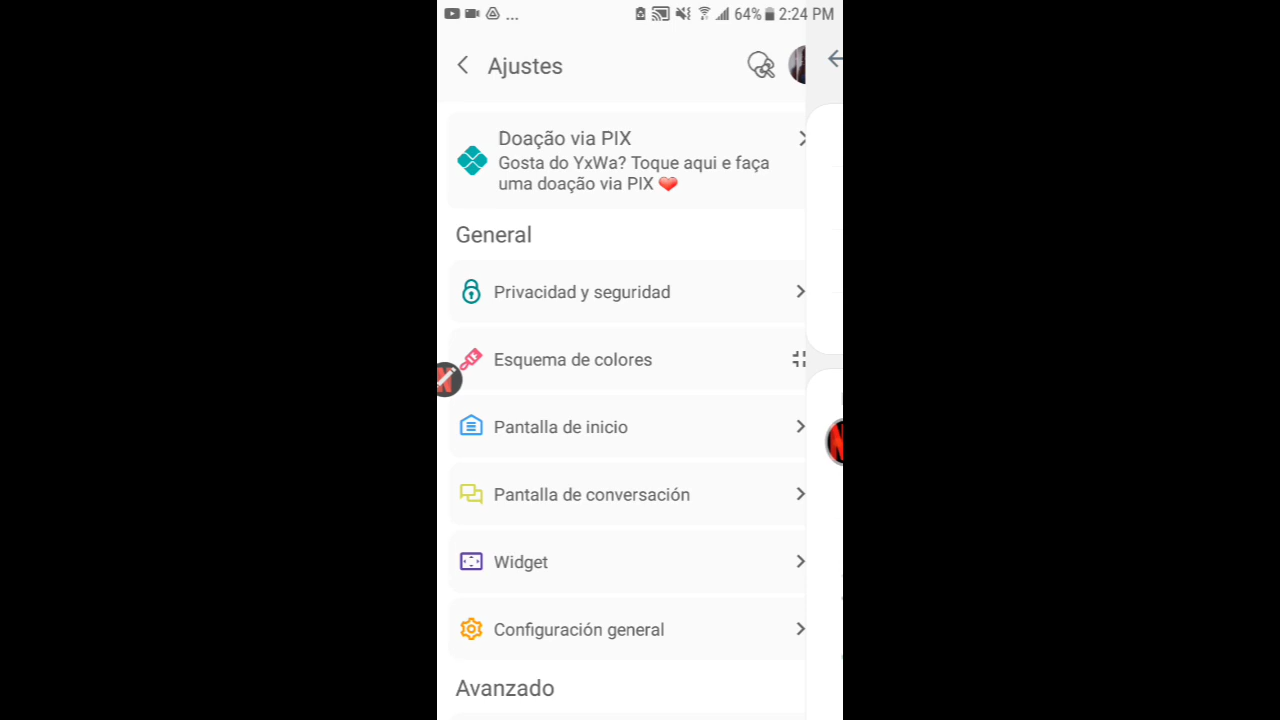 ... 64% 2:24 PM
Ajustes
Doação via PIX
Gosta do YxWa? Toque aqui e faça
uma doação via PIX ❤️
General
Privacidad y seguridad
Esquema de colores
Pantalla de inicio
Pantalla de conversación
Widget
Configuración general
Avanzado